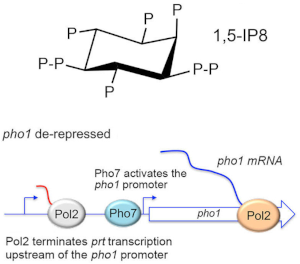 P
P
P
1,5-IP8
P-P
P-P
P
P
pho1 de-repressed
Pho7 activates the
pho1 promoter
pho1 mRNA
Pol2
Pho7
pho1
Pol2
Pol2 terminates prt transcription
upstream of the pho1 promoter